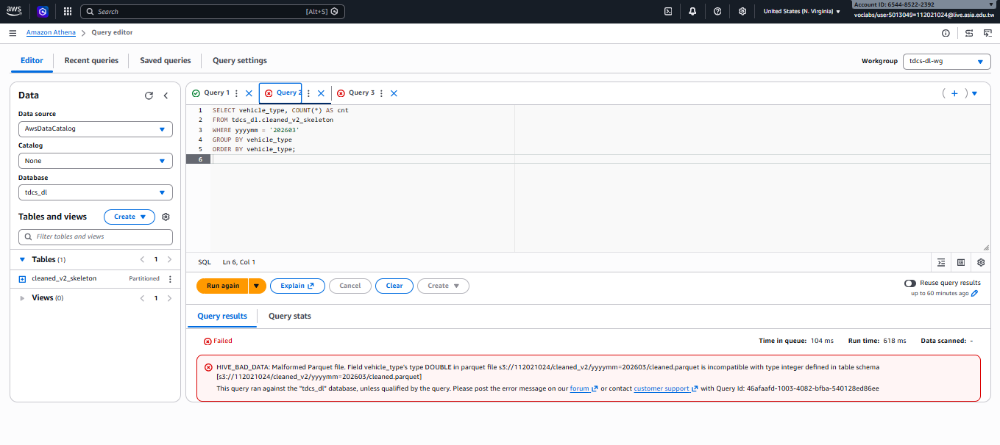 aws
Search
[Alt+S]
United States (N. Virginia)
Account ID: 6544-8522-2392
voclabs/user5013049=112021024@live.asia.edu.tw
Amazon Athena > Query editor
Editor
Recent queries
Saved queries
Query settings
Workgroup
tdcs-dl-wg
Data
Data source
AwsDataCatalog
Catalog
None
Database
tdcs_dl
Tables and views
Create
Filter tables and views
Tables (1)
1
cleaned_v2_skeleton
Partitioned
Views (0)
1
Query 1
Query 2
Query 3
1 SELECT vehicle_type, COUNT(*) AS cnt
2 FROM tdcs_dl.cleaned_v2_skeleton
3 WHERE yyyymm = '202603'
4 GROUP BY vehicle_type
5 ORDER BY vehicle_type;
6
SQL Ln 6, Col 1
Run again
Explain
Cancel
Clear
Create
Reuse query results
up to 60 minutes ago
Query results
Query stats
Failed
Time in queue: 104 ms
Run time: 618 ms
Data scanned: -
HIVE_BAD_DATA: Malformed Parquet file. Field vehicle_type's type DOUBLE in parquet file s3://112021024/cleaned_v2/yyyymm=202603/cleaned.parquet is incompatible with type integer defined in table schema
[s3://112021024/cleaned_v2/yyyymm=202603/cleaned.parquet]
This query ran against the "tdcs_dl" database, unless qualified by the query. Please post the error message on our forum or contact customer support with Query Id: 46afaafd-1003-4082-bfba-540128ed86ee